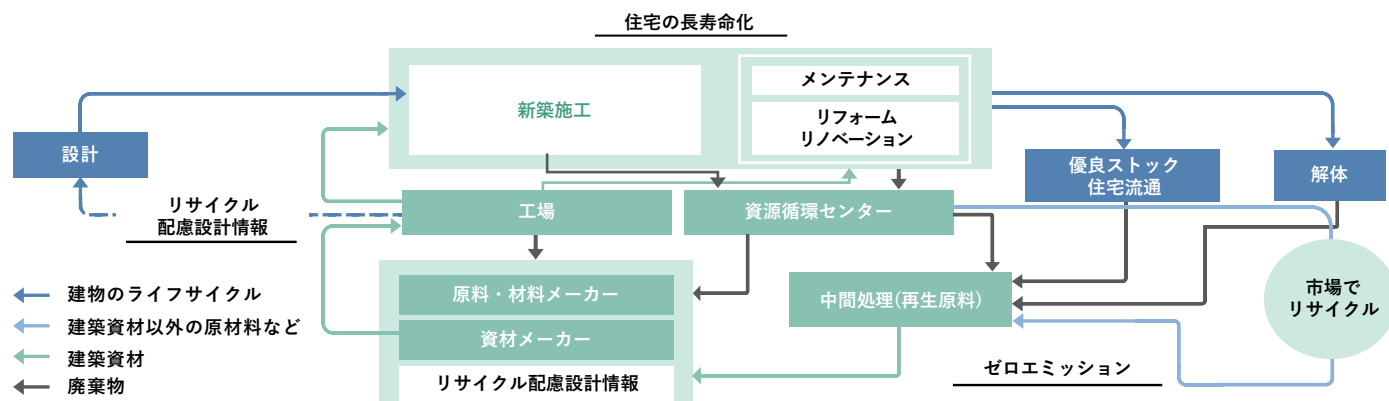 住宅の長寿命化
新築施工
メンテナンス
リフォーム
リノベーション
設計
優良ストック
住宅流通
解体
リサイクル
配慮設計情報
工場
資源循環センター
建物のライフサイクル
建築資材以外の原材料など
建築資材
廃棄物
原料・材料メーカー
資材メーカー
リサイクル配慮設計情報
中間処理(再生原料)
市場で
リサイクル
ゼロエミッション